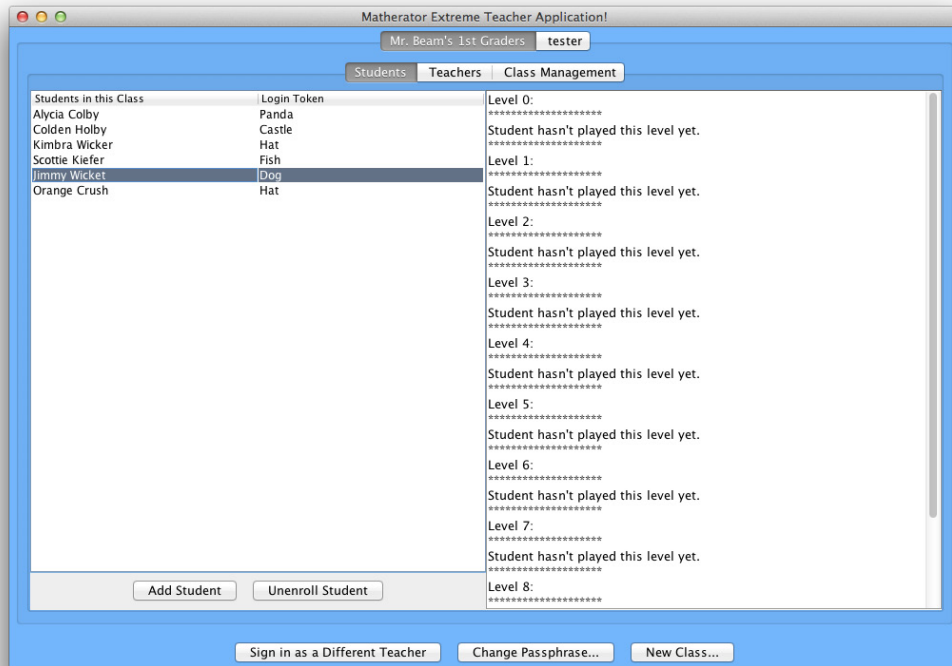 Matherator Extreme Teacher Application!
Mr. Beam's 1st Graders tester
Students Teachers Class Management
Students in this Class Login Token
Alycia Colby Panda
Colden Holby Castle
Kimbra Wicker Hat
Scottie Kiefer Fish
Jimmy Wicket Dog
Orange Crush Hat
Add Student Unenroll Student
Level 0:
********************
Student hasn't played this level yet.
********************
Level 1:
********************
Student hasn't played this level yet.
********************
Level 2:
********************
Student hasn't played this level yet.
********************
Level 3:
********************
Student hasn't played this level yet.
********************
Level 4:
********************
Student hasn't played this level yet.
********************
Level 5:
********************
Student hasn't played this level yet.
********************
Level 6:
********************
Student hasn't played this level yet.
********************
Level 7:
********************
Student hasn't played this level yet.
********************
Level 8:
********************
Sign in as a Different Teacher Change Passphrase... New Class...